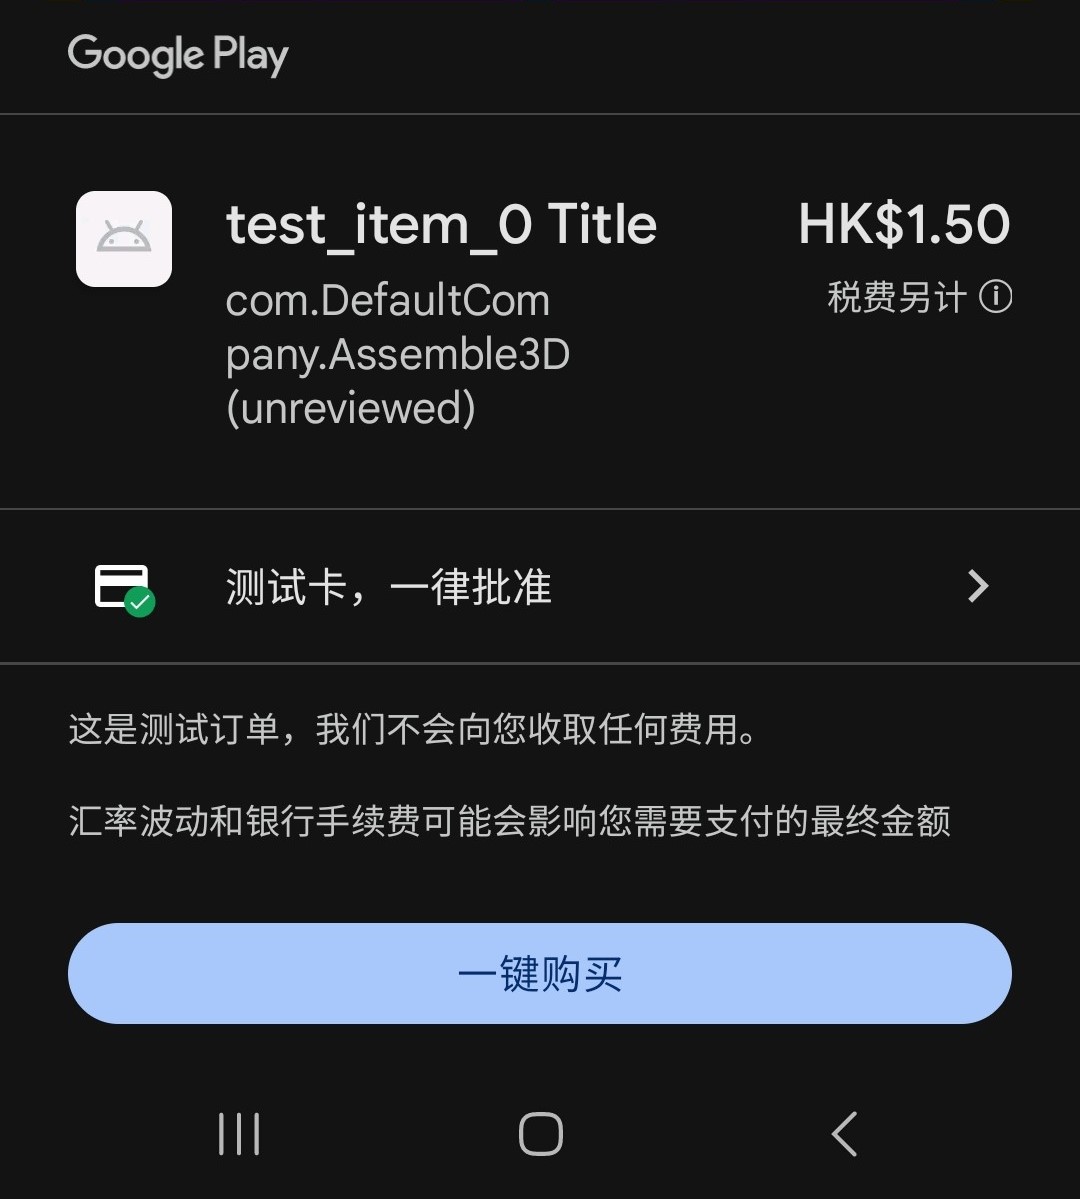 Google Play
test_item_0 Title
HK$1.50
com.DefaultCom
税费另计
pany.Assemble3D
(unreviewed)
测试卡，一律批准
这是测试订单，我们不会向您收取任何费用。
汇率波动和银行手续费可能会影响您需要支付的最终金额
一键购买